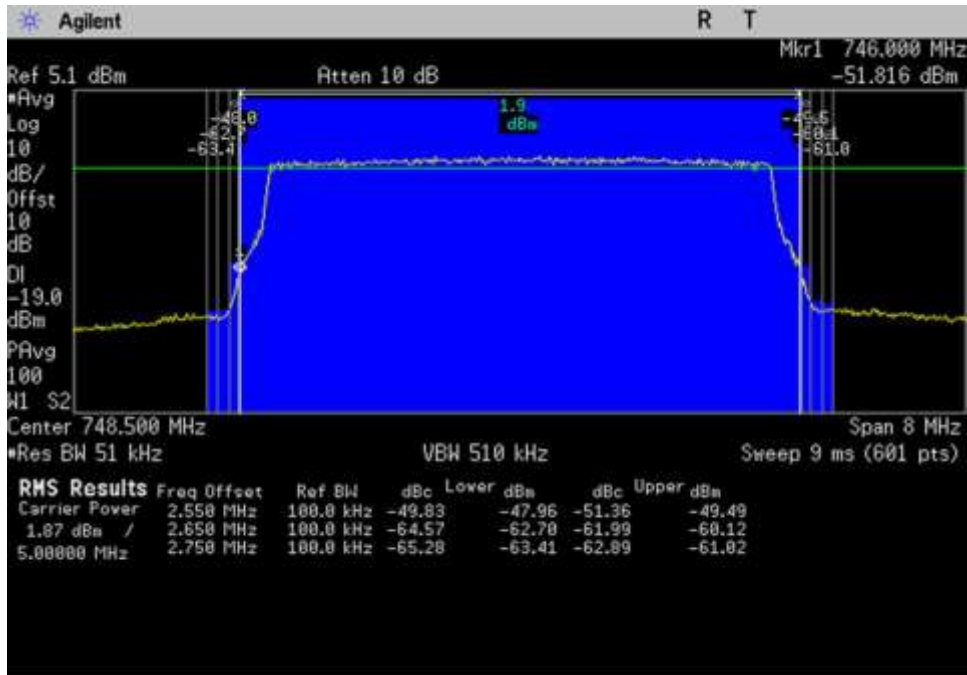 Agilent R T
Mkr1 746.000 MHz
Ref 5.1 dBm Atten 10 dB -51.816 dBm
#Avg
Log
10
dB/
Offst
10
dB
DI
-19.0
dBm
PAvg
100
W1 S2
1.9
dBm
-48.0
-62.7
-63.4
-49.5
-60.1
-61.0
1
Center 748.500 MHz Span 8 MHz
#Res BW 51 kHz VBW 510 kHz Sweep 9 ms (601 pts)
RMS Results Freq Offset Ref BW dBc Lower dBm dBc Upper dBm
Carrier Power 2.550 MHz 100.0 kHz -49.83 -47.96 -51.36 -49.49
1.87 dBm / 2.650 MHz 100.0 kHz -64.57 -62.70 -61.99 -60.12
5.00000 MHz 2.750 MHz 100.0 kHz -65.28 -63.41 -62.89 -61.02